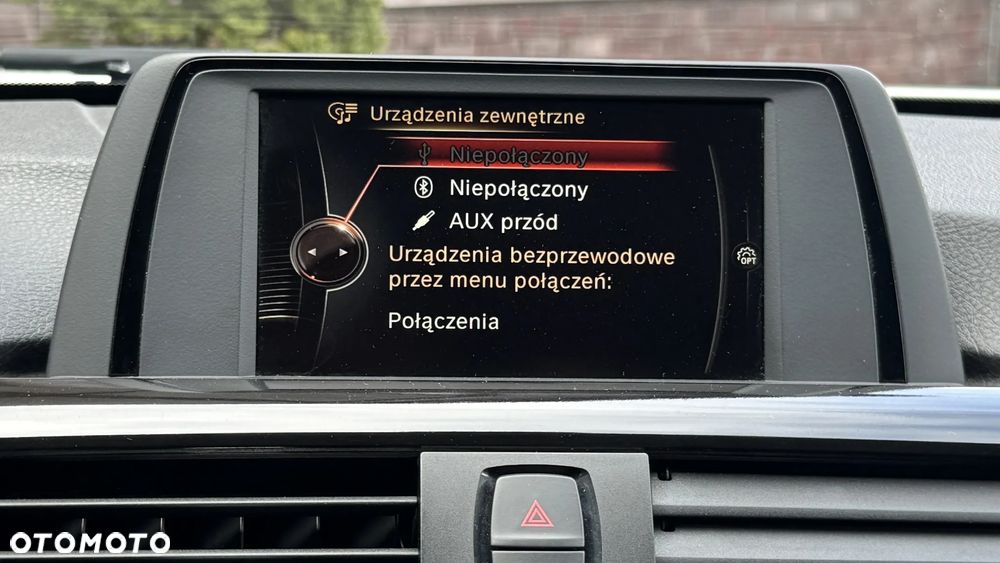 Urządzenia zewnętrzne
Niepołączony
Niepołączony
AUX przód
Urządzenia bezprzewodowe
przez menu połączeń:
Połączenia
OPT
OTOMOTO